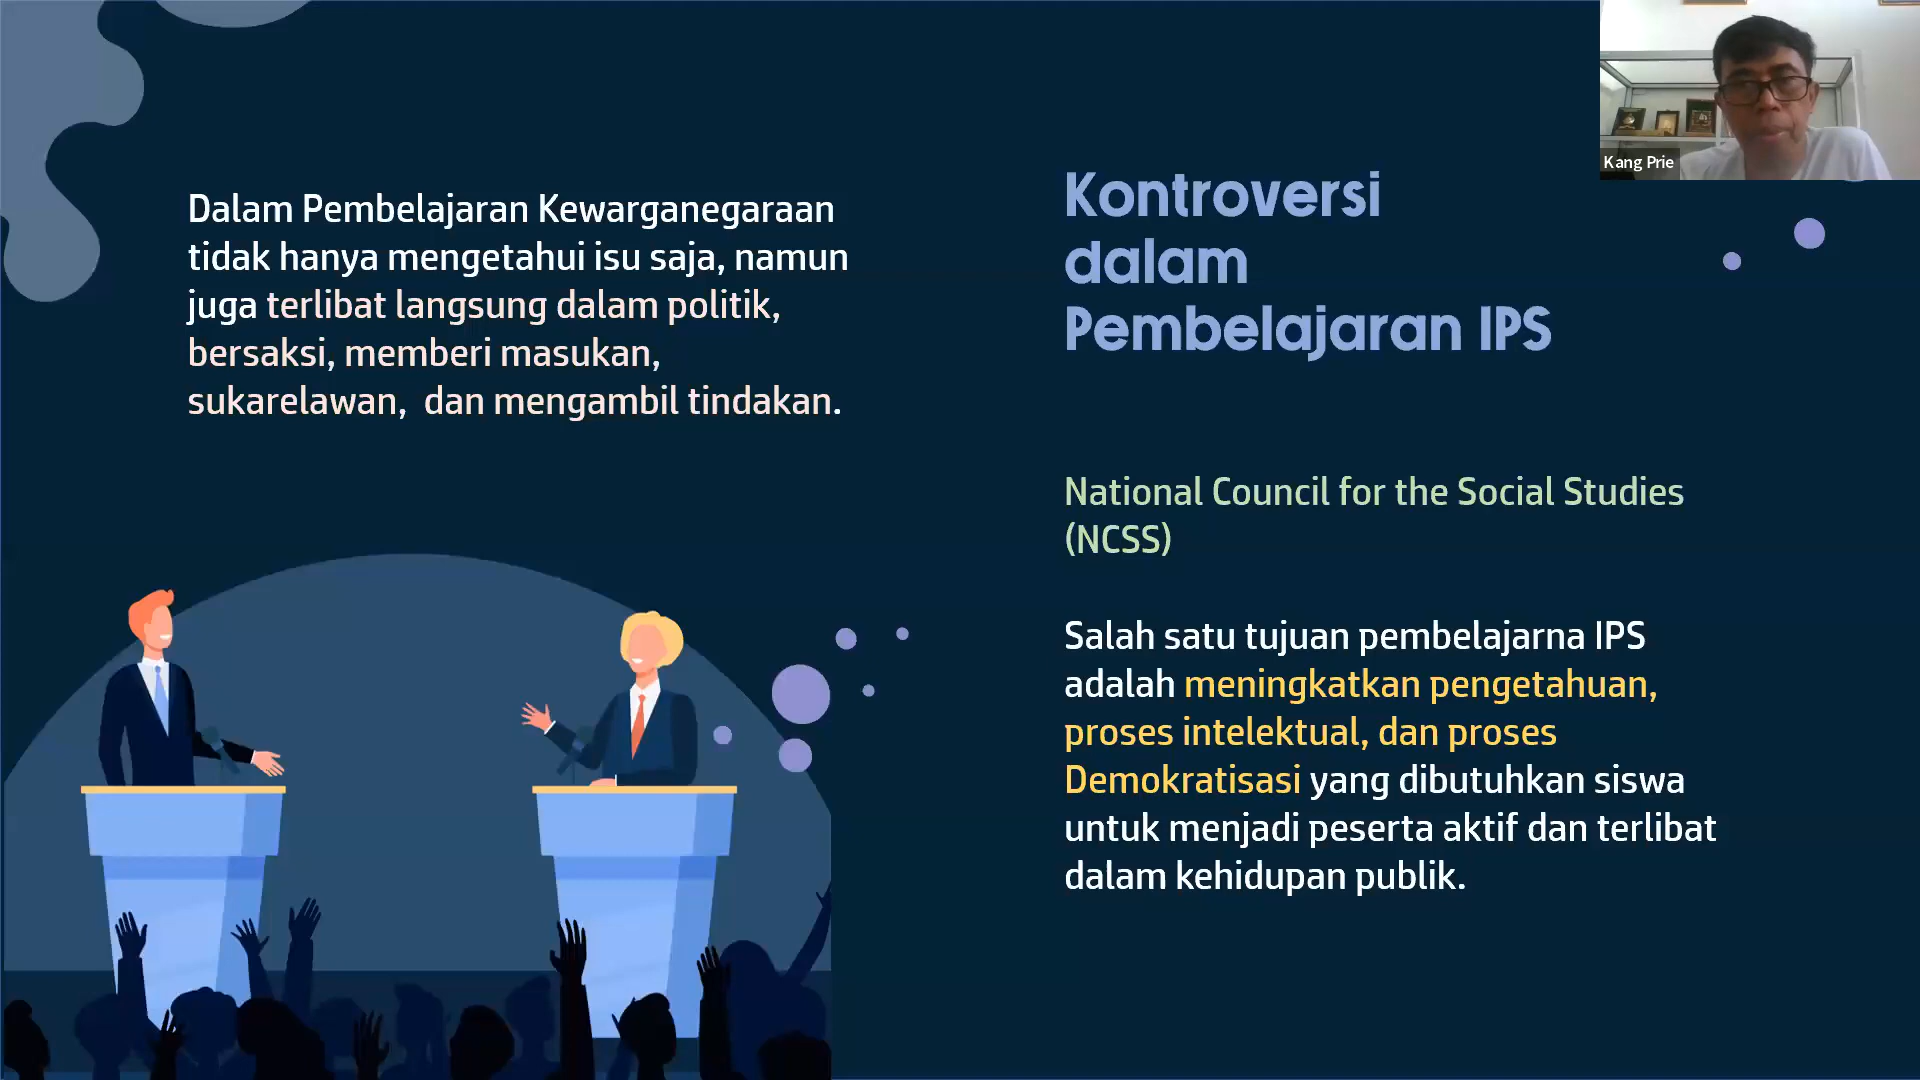 Dalam Pembelajaran Kewarganegaraan
tidak hanya mengetahui isu saja, namun
juga terlibat langsung dalam politik,
bersaksi, memberi masukan,
sukarelawan,  dan mengambil tindakan.
Kontroversi
dalam
Pembelajaran IPS
National Council for the Social Studies
(NCSS)
Salah satu tujuan pembelajarna IPS
adalah meningkatkan pengetahuan,
proses intelektual, dan proses
Demokratisasi yang dibutuhkan siswa
untuk menjadi peserta aktif dan terlibat
dalam kehidupan publik.
Kang Prie